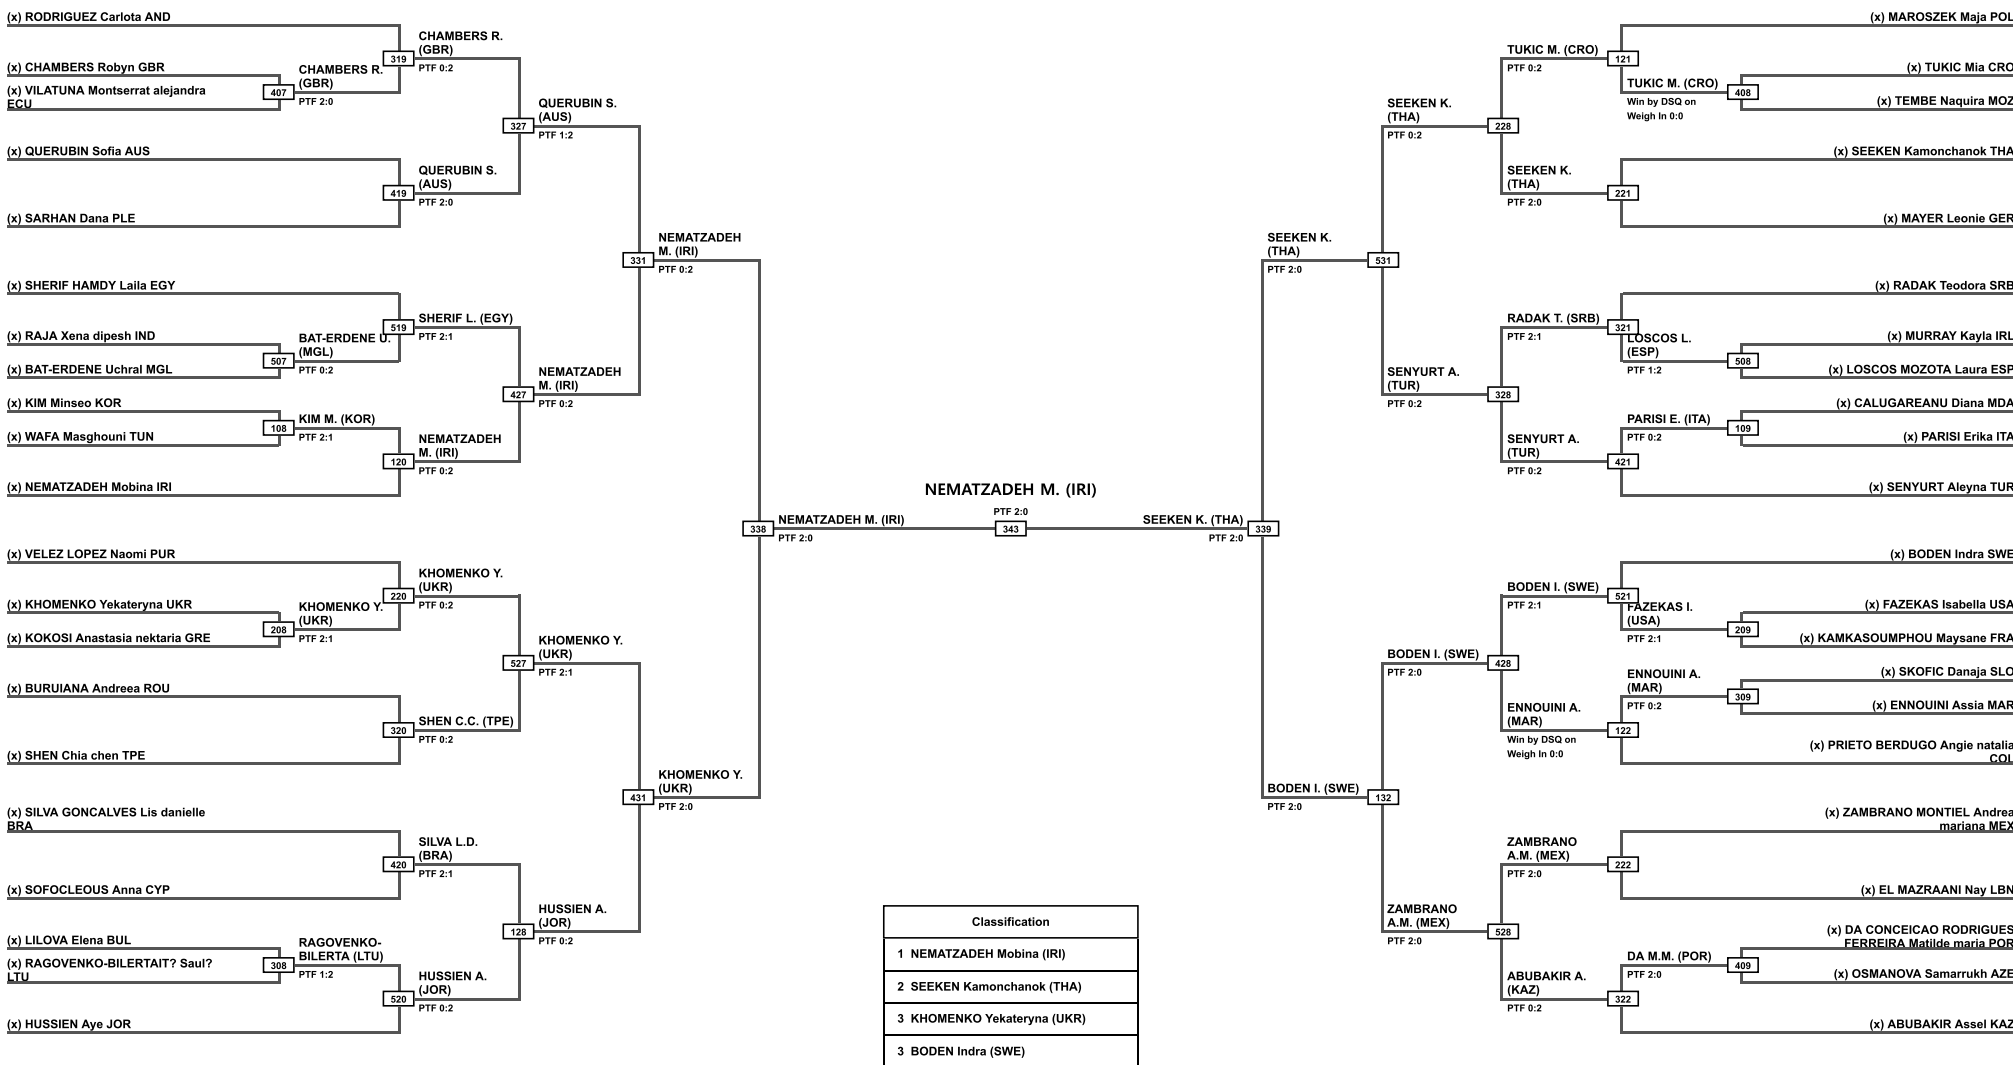 (x) RODRIGUEZ Carlota AND
(x) CHAMBERS Robyn GBR
(x) VILATUNA Montserrat alejandra
ECU
(x) QUERUBIN Sofia AUS
(x) SARHAN Dana PLE
(x) SHERIF HAMDY Laila EGY
(x) RAJA Xena dipesh IND
(x) BAT-ERDENE Uchral MGL
(x) KIM Minseo KOR
(x) WAFA Masghouni TUN
(x) NEMATZADEH Mobina IRI
(x) VELEZ LOPEZ Naomi PUR
(x) KHOMENKO Yekateryna UKR
(x) KOKOSI Anastasia nektaria GRE
(x) BURUIANA Andreea ROU
(x) SHEN Chia chen TPE
(x) SILVA GONCALVES Lis danielle
BRA
(x) SOFOCLEOUS Anna CYP
(x) LILOVA Elena BUL
(x) RAGOVENKO-BILERTAIT? Saul?
LTU
(x) HUSSIEN Aye JOR
407
CHAMBERS R.
(GBR)
PTF 2:0
507
BAT-ERDENE U.
(MGL)
PTF 0:2
108
KIM M. (KOR)
PTF 2:1
208
KHOMENKO Y.
(UKR)
PTF 2:1
308
RAGOVENKO-
BILERTA (LTU)
PTF 1:2
319
CHAMBERS R.
(GBR)
PTF 0:2
419
QUERUBIN S.
(AUS)
PTF 2:0
519
SHERIF L. (EGY)
PTF 2:1
120
NEMATZADEH
M. (IRI)
PTF 0:2
220
KHOMENKO Y.
(UKR)
PTF 0:2
320
SHEN C.C. (TPE)
PTF 0:2
420
SILVA L.D.
(BRA)
PTF 2:1
520
HUSSIEN A.
(JOR)
PTF 0:2
327
QUERUBIN S.
(AUS)
PTF 1:2
427
NEMATZADEH
M. (IRI)
PTF 0:2
527
KHOMENKO Y.
(UKR)
PTF 2:1
128
HUSSIEN A.
(JOR)
PTF 0:2
331
NEMATZADEH
M. (IRI)
PTF 0:2
431
KHOMENKO Y.
(UKR)
PTF 2:0
338
NEMATZADEH M. (IRI)
PTF 2:0
NEMATZADEH M. (IRI)
PTF 2:0
343
SEEKEN K. (THA)
PTF 2:0
339
SEEKEN K.
(THA)
PTF 2:0
531
BODEN I. (SWE)
PTF 2:0
132
SEEKEN K.
(THA)
PTF 0:2
228
SENYURT A.
(TUR)
PTF 0:2
328
BODEN I. (SWE)
PTF 2:0
428
ZAMBRANO
A.M. (MEX)
PTF 2:0
528
TUKIC M. (CRO)
PTF 0:2
121
SEEKEN K.
(THA)
PTF 2:0
221
RADAK T. (SRB)
PTF 2:1
321
SENYURT A.
(TUR)
PTF 0:2
421
BODEN I. (SWE)
PTF 2:1
521
ENNOUINI A.
(MAR)
Win by DSQ on
Weigh In 0:0
122
ZAMBRANO
A.M. (MEX)
PTF 2:0
222
ABUBAKIR A.
(KAZ)
PTF 0:2
322
TUKIC M. (CRO)
Win by DSQ on
Weigh In 0:0
408
LOSCOS L.
(ESP)
PTF 1:2
508
PARISI E. (ITA)
PTF 0:2
109
FAZEKAS I.
(USA)
PTF 2:1
209
ENNOUINI A.
(MAR)
PTF 0:2
309
DA M.M. (POR)
PTF 2:0
409
(x) MAROSZEK Maja POL
(x) TUKIC Mia CRO
(x) TEMBE Naquira MOZ
(x) SEEKEN Kamonchanok THA
(x) MAYER Leonie GER
(x) RADAK Teodora SRB
(x) MURRAY Kayla IRL
(x) LOSCOS MOZOTA Laura ESP
(x) CALUGAREANU Diana MDA
(x) PARISI Erika ITA
(x) SENYURT Aleyna TUR
(x) BODEN Indra SWE
(x) FAZEKAS Isabella USA
(x) KAMKASOUMPHOU Maysane FRA
(x) SKOFIC Danaja SLO
(x) ENNOUINI Assia MAR
(x) PRIETO BERDUGO Angie natalia
COL
(x) ZAMBRANO MONTIEL Andrea
mariana MEX
(x) EL MAZRAANI Nay LBN
(x) DA CONCEICAO RODRIGUES
FERREIRA Matilde maria POR
(x) OSMANOVA Samarrukh AZE
(x) ABUBAKIR Assel KAZ
Classification
1 NEMATZADEH Mobina (IRI)
2 SEEKEN Kamonchanok (THA)
3 KHOMENKO Yekateryna (UKR)
3 BODEN Indra (SWE)